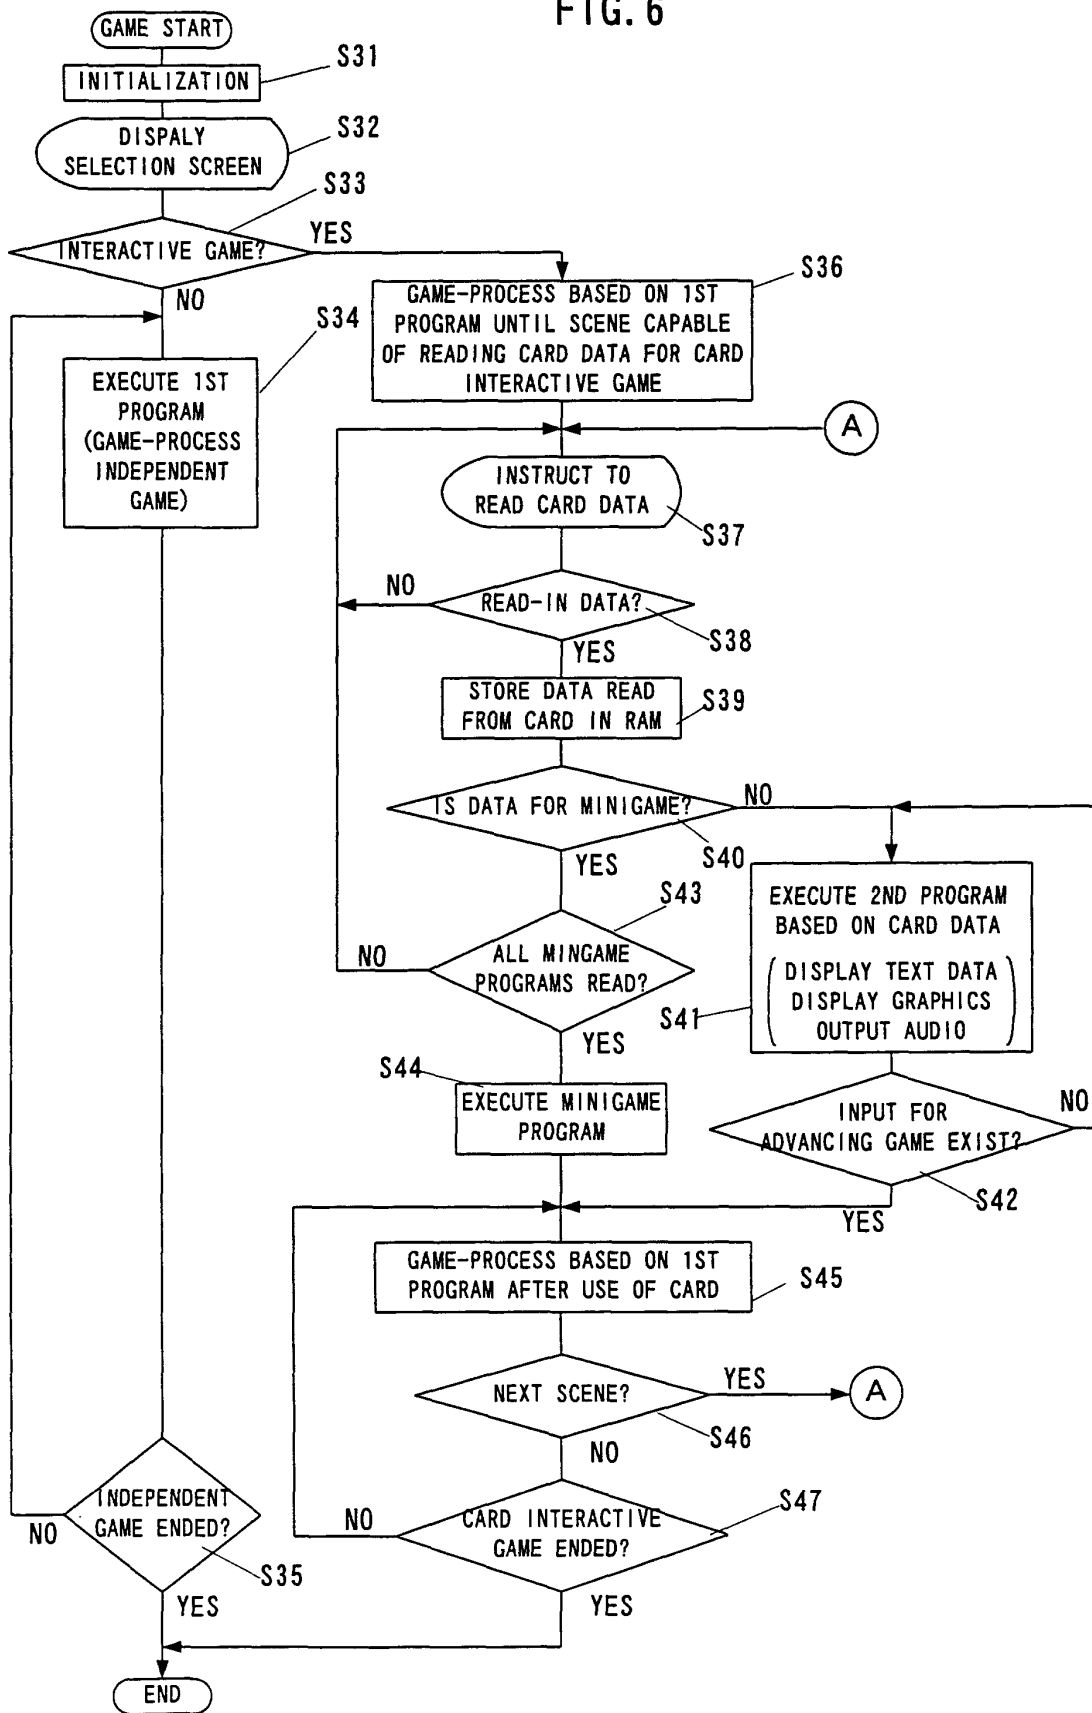 FIG. 6
GAME START
S31
INITIALIZATION
S32
DISPALY
SELECTION SCREEN
S33
INTERACTIVE GAME?
YES
NO
S36
GAME-PROCESS BASED ON 1ST
PROGRAM UNTIL SCENE CAPABLE
OF READING CARD DATA FOR CARD
INTERACTIVE GAME
S34
EXECUTE 1ST
PROGRAM
(GAME-PROCESS
INDEPENDENT
GAME)
A
INSTRUCT TO
READ CARD DATA
S37
NO
READ-IN DATA?
S38
YES
STORE DATA READ
FROM CARD IN RAM
S39
IS DATA FOR MINIGAME?
NO
S40
YES
S43
ALL MINGAME
PROGRAMS READ?
NO
YES
EXECUTE 2ND PROGRAM
BASED ON CARD DATA
(DISPLAY TEXT DATA
DISPLAY GRAPHICS
OUTPUT AUDIO)
S41
S44
EXECUTE MINIGAME
PROGRAM
INPUT FOR
ADVANCING GAME EXIST?
NO
S42
YES
GAME-PROCESS BASED ON 1ST
PROGRAM AFTER USE OF CARD
S45
NEXT SCENE?
YES
A
S46
NO
INDEPENDENT
GAME ENDED?
NO
S35
YES
CARD INTERACTIVE
GAME ENDED?
S47
NO
YES
END